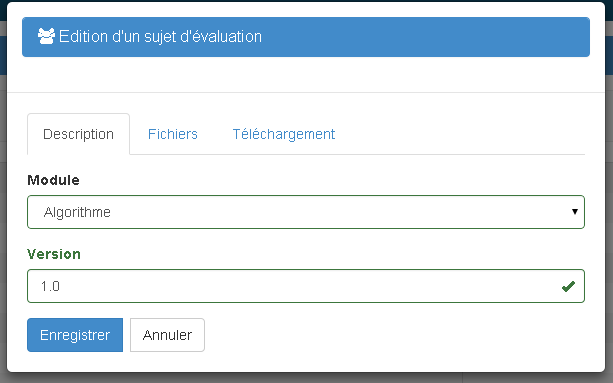 Edition d'un sujet d'évaluation
Description Fichiers Téléchargement
Module
Algorithme
Version
1.0
Enregistrer Annuler